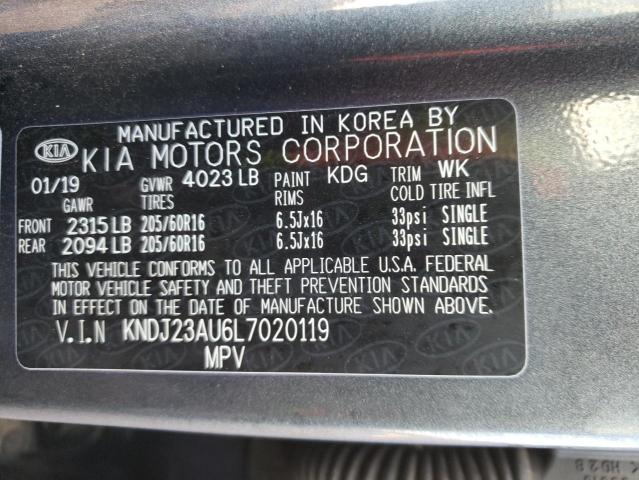 MANUFACTURED IN KOREA BY
KIA KIA MOTORS CORPORATION
01/19 GVWR 4023 LB PAINT KDG TRIM WK
GAWR TIRES RIMS COLD TIRE INFL
FRONT 2315 LB 205/60R16 6.5Jx16 33psi SINGLE
REAR 2094 LB 205/60R16 6.5Jx16 33psi SINGLE
THIS VEHICLE CONFORMS TO ALL APPLICABLE U.S.A. FEDERAL
MOTOR VEHICLE SAFETY AND THEFT PREVENTION STANDARDS
IN EFFECT ON THE DATE OF MANUFACTURE SHOWN ABOVE.
V.I.N KNDJ23AU6L7020119
MPV